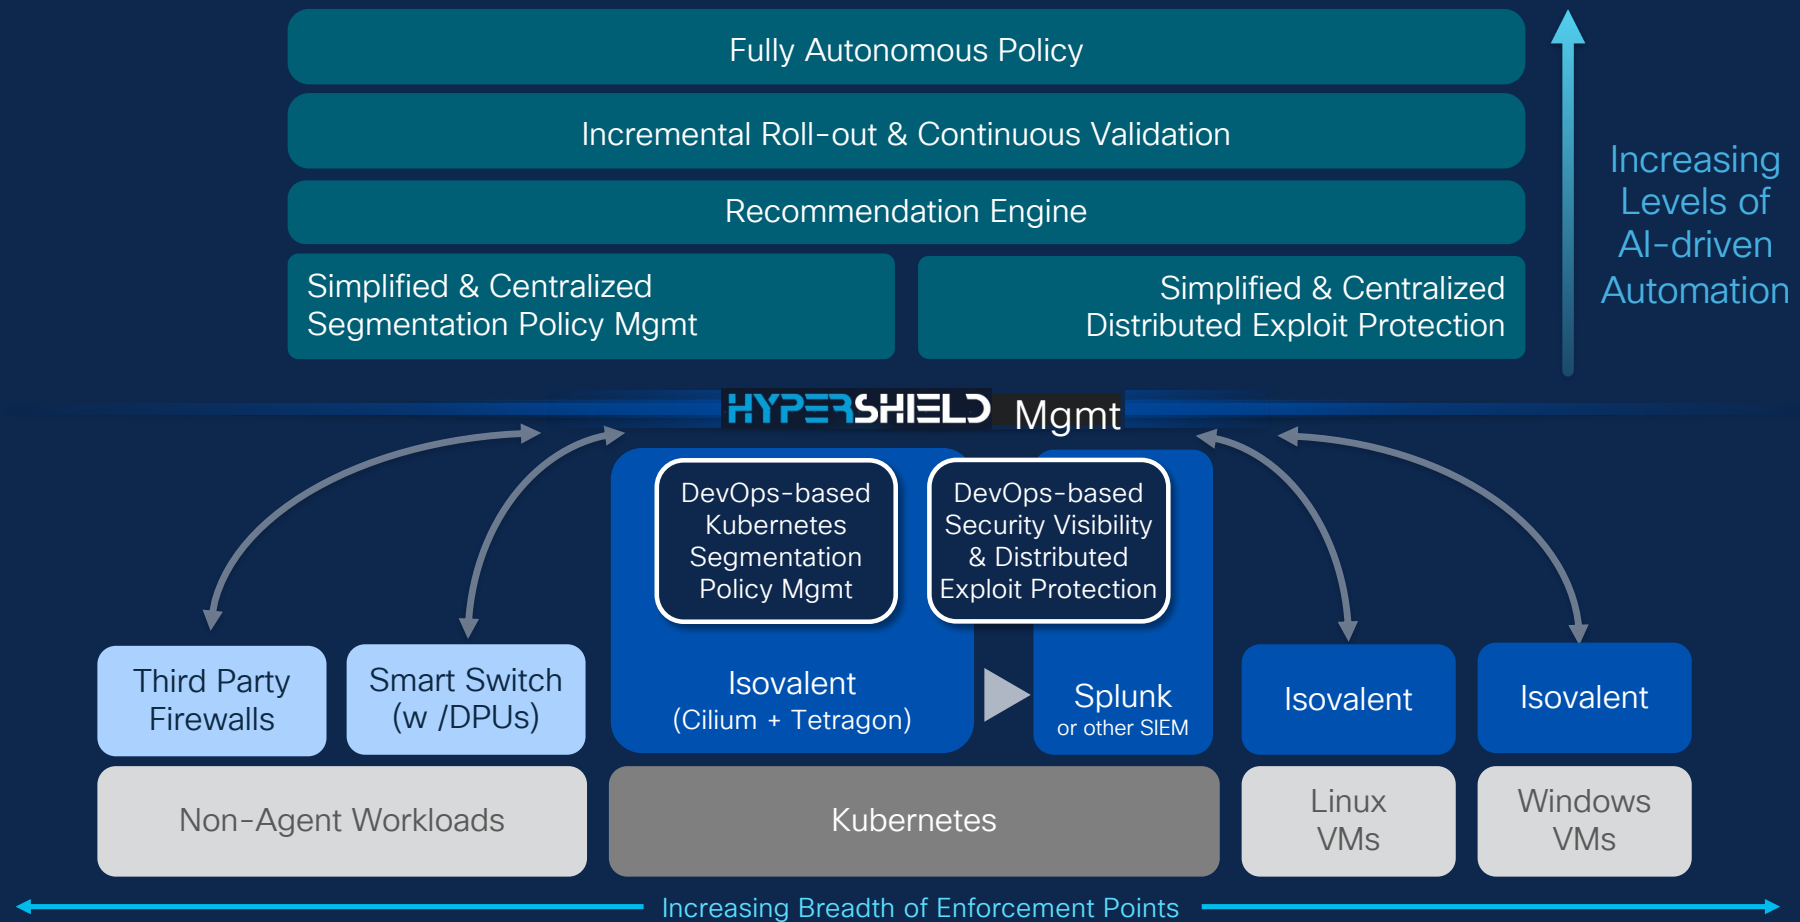 Fully Autonomous Policy
Incremental Roll-out & Continuous Validation
Recommendation Engine
Simplified & Centralized
Segmentation Policy Mgmt
Simplified & Centralized
Distributed Exploit Protection
Increasing
Levels of
AI-driven
Automation
HYPERSHIELD Mgmt
DevOps-based
Kubernetes
Segmentation
Policy Mgmt
DevOps-based
Security Visibility
& Distributed
Exploit Protection
Third Party
Firewalls
Smart Switch
(w /DPUs)
Isovalent
(Cilium + Tetragon)
Splunk
or other SIEM
Isovalent
Isovalent
Non-Agent Workloads
Kubernetes
Linux
VMs
Windows
VMs
Increasing Breadth of Enforcement Points